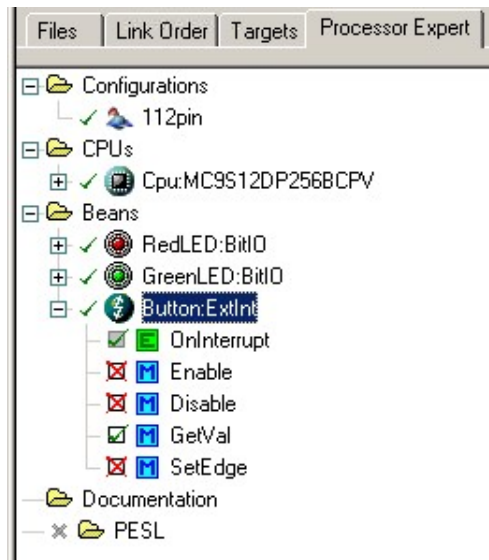 Files Link Order Targets Processor Expert
Configurations
112pin
CPUs
Cpu:MC9S12DP256BCPV
Beans
RedLED:BitIO
GreenLED:BitIO
Button:ExtInt
E OnInterrupt
M Enable
M Disable
M GetVal
M SetEdge
Documentation
PESL